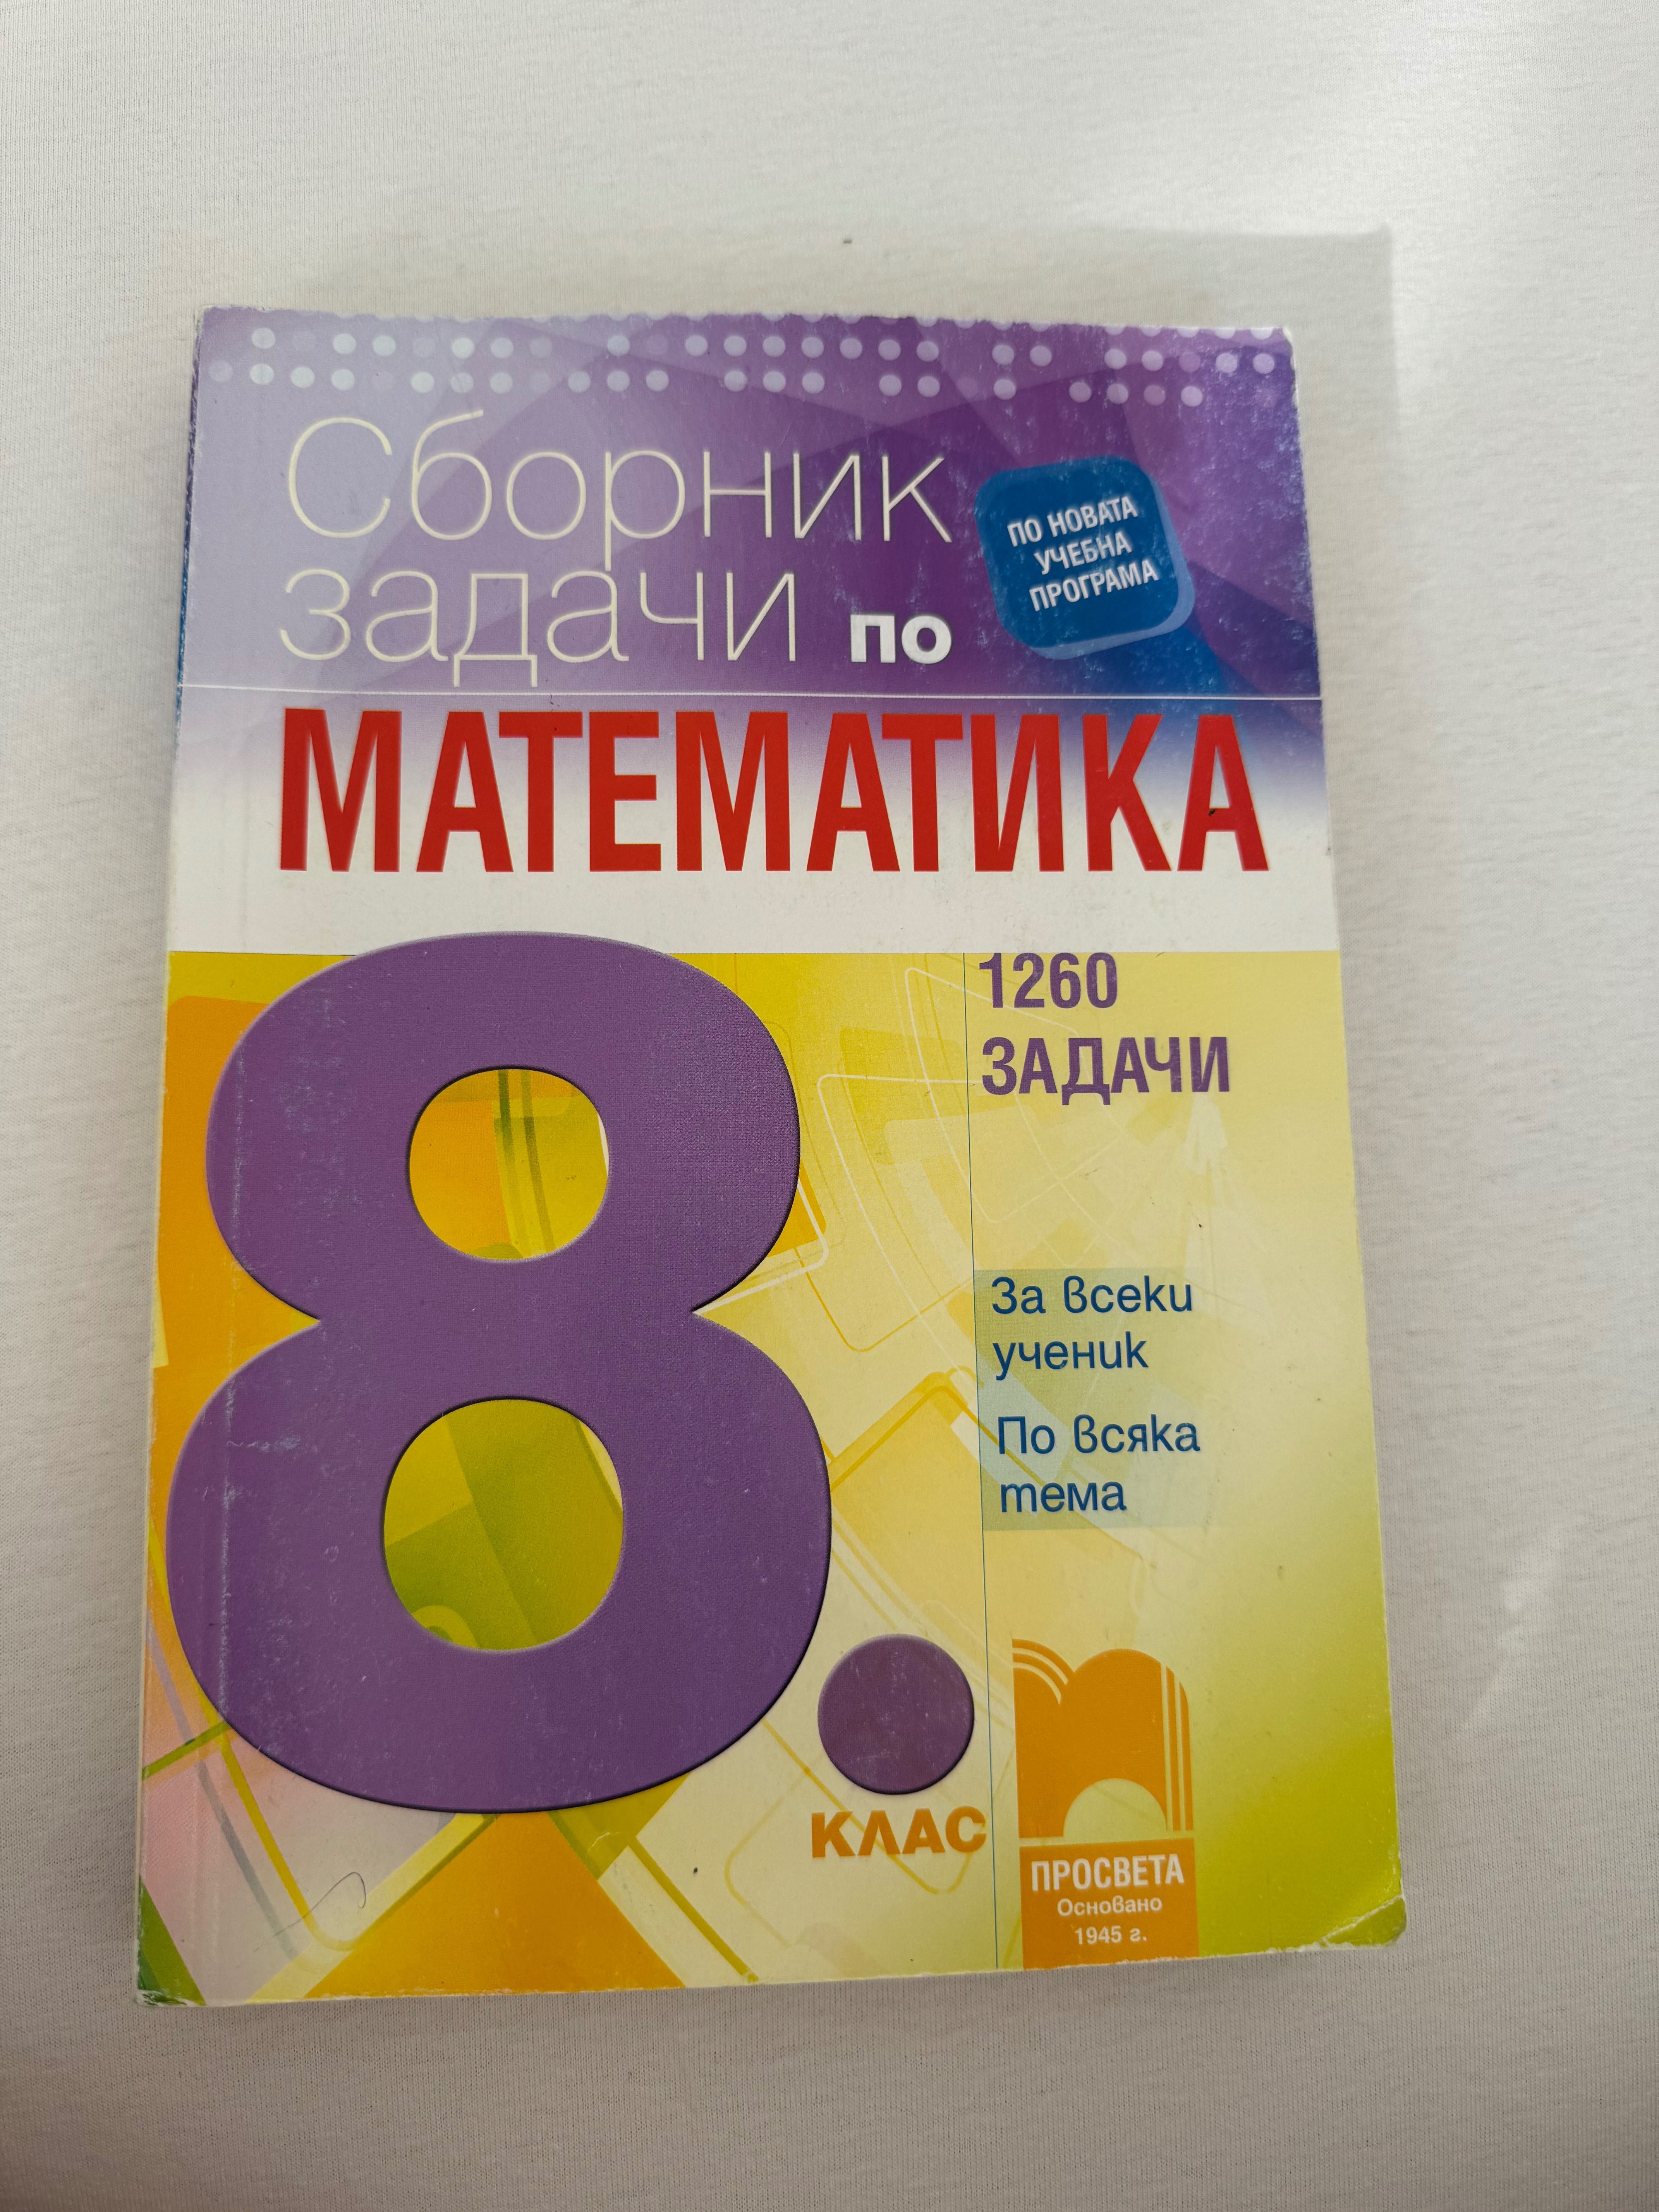 Сборник
задачи по
ПО НОВАТА
УЧЕБНА
ПРОГРАМА
МАТЕМАТИКА
8.
КЛАС
1260
ЗАДАЧИ
За всеки
ученик
По всяка
тема
ПРОСВЕТА
Основано
1945 г.